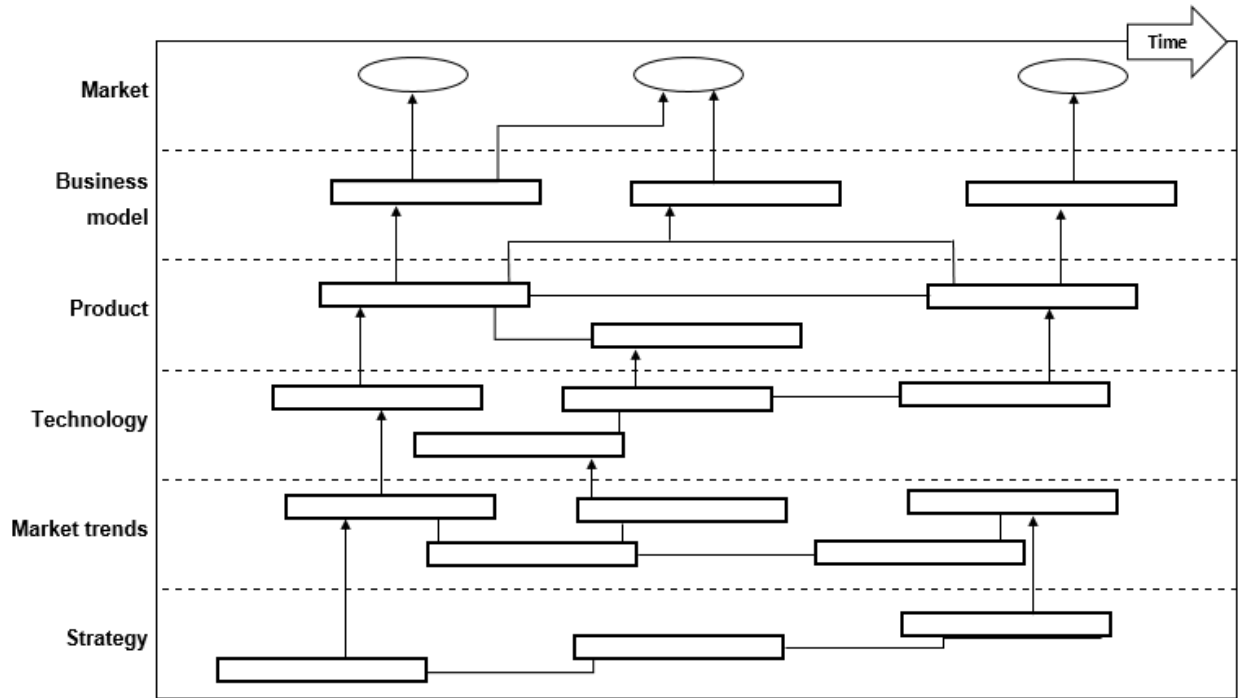 Time
Market
Business
model
Product
Technology
Market trends
Strategy